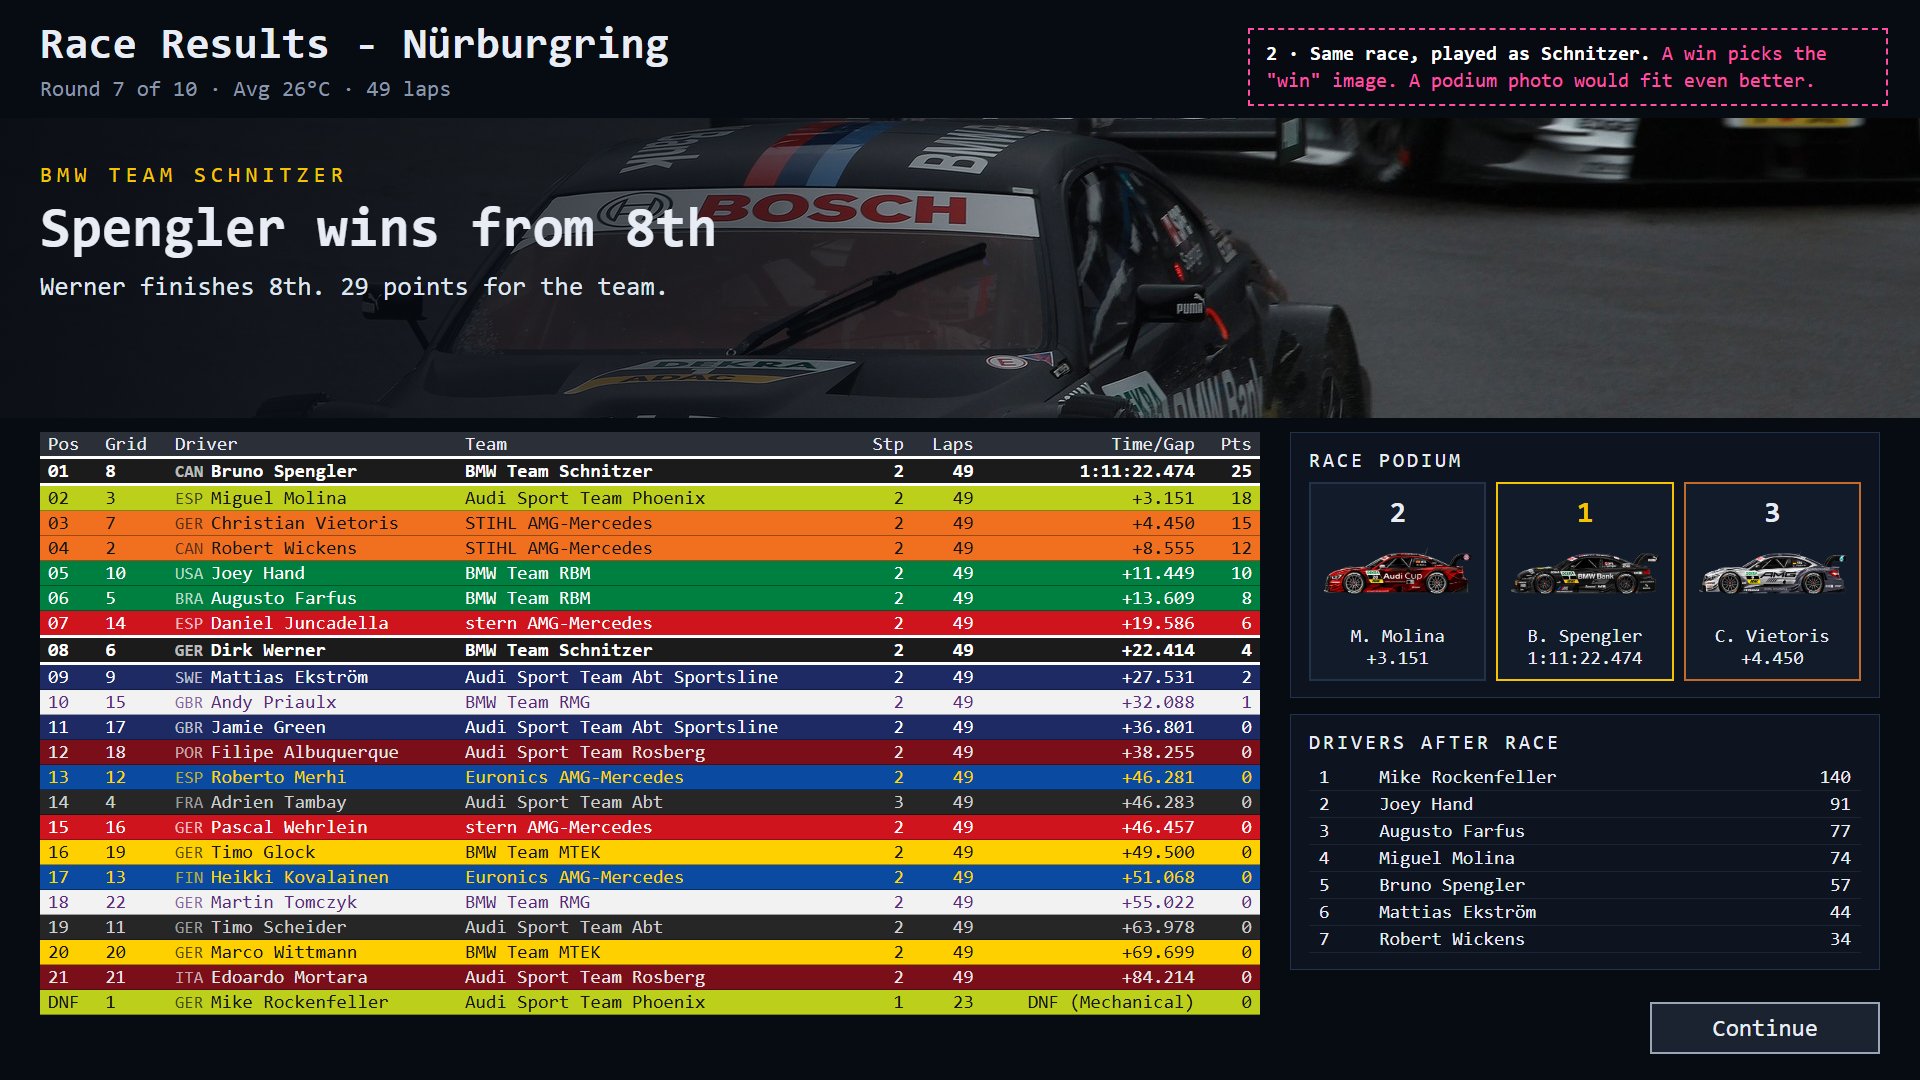 Race Results - Nürburgring
Round 7 of 10 · Avg 26°C · 49 laps
2 · Same race, played as Schnitzer. A win picks the
"win" image. A podium photo would fit even better.
BMW TEAM SCHNITZER
Spengler wins from 8th
Werner finishes 8th. 29 points for the team.
BOSCH
PUMA
DEKRA
ADAC
BMW Bank
Pos Grid Driver Team Stp Laps Time/Gap Pts
01 8 CAN Bruno Spengler BMW Team Schnitzer 2 49 1:11:22.474 25
02 3 ESP Miguel Molina Audi Sport Team Phoenix 2 49 +3.151 18
03 7 GER Christian Vietoris STIHL AMG-Mercedes 2 49 +4.450 15
04 2 CAN Robert Wickens STIHL AMG-Mercedes 2 49 +8.555 12
05 10 USA Joey Hand BMW Team RBM 2 49 +11.449 10
06 5 BRA Augusto Farfus BMW Team RBM 2 49 +13.609 8
07 14 ESP Daniel Juncadella stern AMG-Mercedes 2 49 +19.586 6
08 6 GER Dirk Werner BMW Team Schnitzer 2 49 +22.414 4
09 9 SWE Mattias Ekström Audi Sport Team Abt Sportsline 2 49 +27.531 2
10 15 GBR Andy Priaulx BMW Team RMG 2 49 +32.088 1
11 17 GBR Jamie Green Audi Sport Team Abt Sportsline 2 49 +36.801 0
12 18 POR Filipe Albuquerque Audi Sport Team Rosberg 2 49 +38.255 0
13 12 ESP Roberto Merhi Euronics AMG-Mercedes 2 49 +46.281 0
14 4 FRA Adrien Tambay Audi Sport Team Abt 3 49 +46.283 0
15 16 GER Pascal Wehrlein stern AMG-Mercedes 2 49 +46.457 0
16 19 GER Timo Glock BMW Team MTEK 2 49 +49.500 0
17 13 FIN Heikki Kovalainen Euronics AMG-Mercedes 2 49 +51.068 0
18 22 GER Martin Tomczyk BMW Team RMG 2 49 +55.022 0
19 11 GER Timo Scheider Audi Sport Team Abt 2 49 +63.978 0
20 20 GER Marco Wittmann BMW Team MTEK 2 49 +69.699 0
21 21 ITA Edoardo Mortara Audi Sport Team Rosberg 2 49 +84.214 0
DNF 1 GER Mike Rockenfeller Audi Sport Team Phoenix 1 23 DNF (Mechanical) 0
RACE PODIUM
2 1 3
Audi Cup BMW Bank AMG
M. Molina B. Spengler C. Vietoris
+3.151 1:11:22.474 +4.450
DRIVERS AFTER RACE
1 Mike Rockenfeller 140
2 Joey Hand 91
3 Augusto Farfus 77
4 Miguel Molina 74
5 Bruno Spengler 57
6 Mattias Ekström 44
7 Robert Wickens 34
Continue